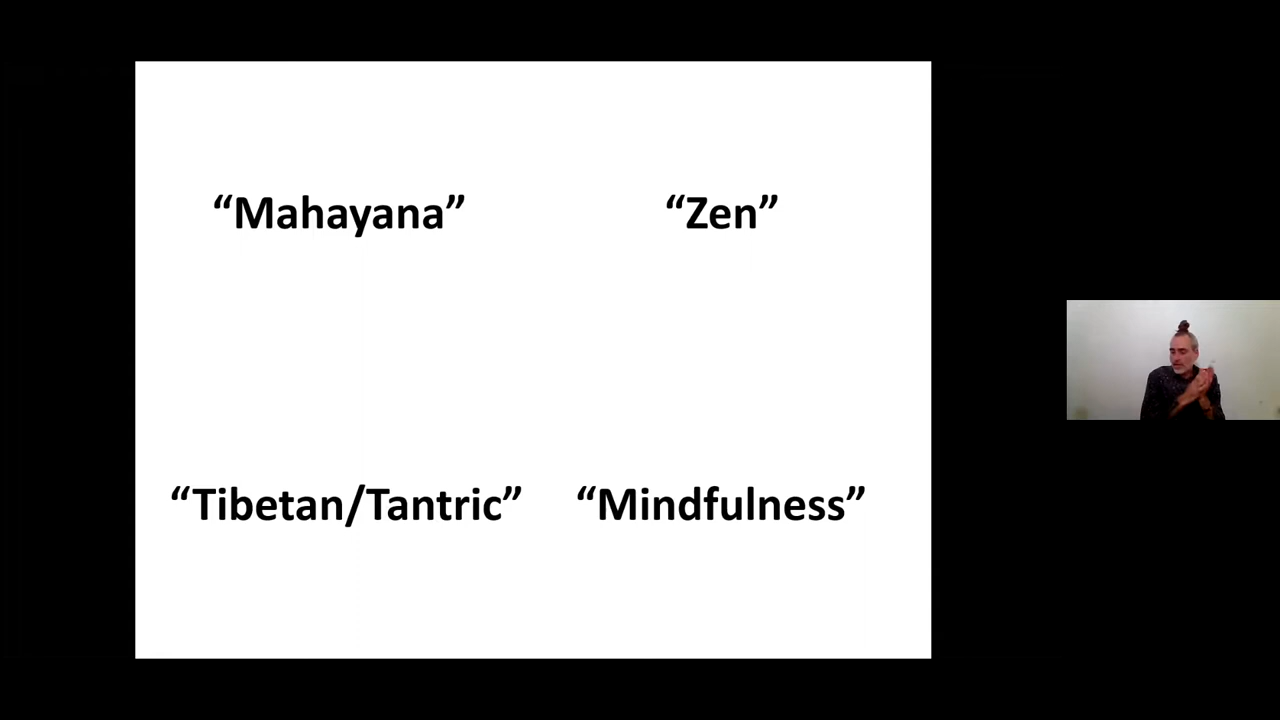 “Mahayana” “Zen”
“Tibetan/Tantric” “Mindfulness”